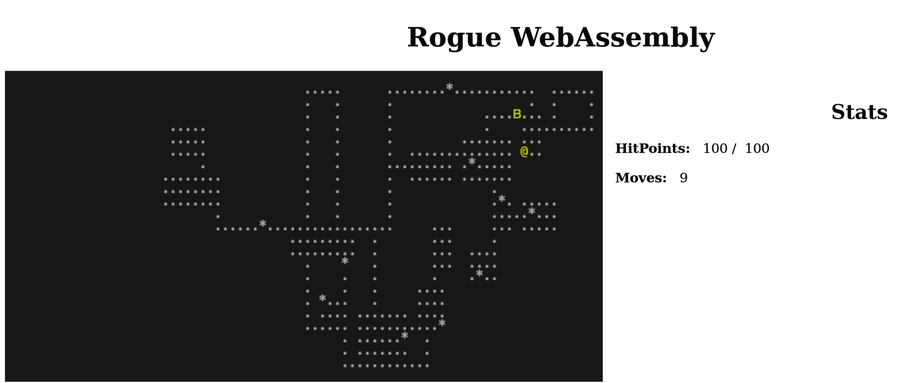 Rogue WebAssembly
Stats
B
@
HitPoints: 100 / 100
Moves: 9